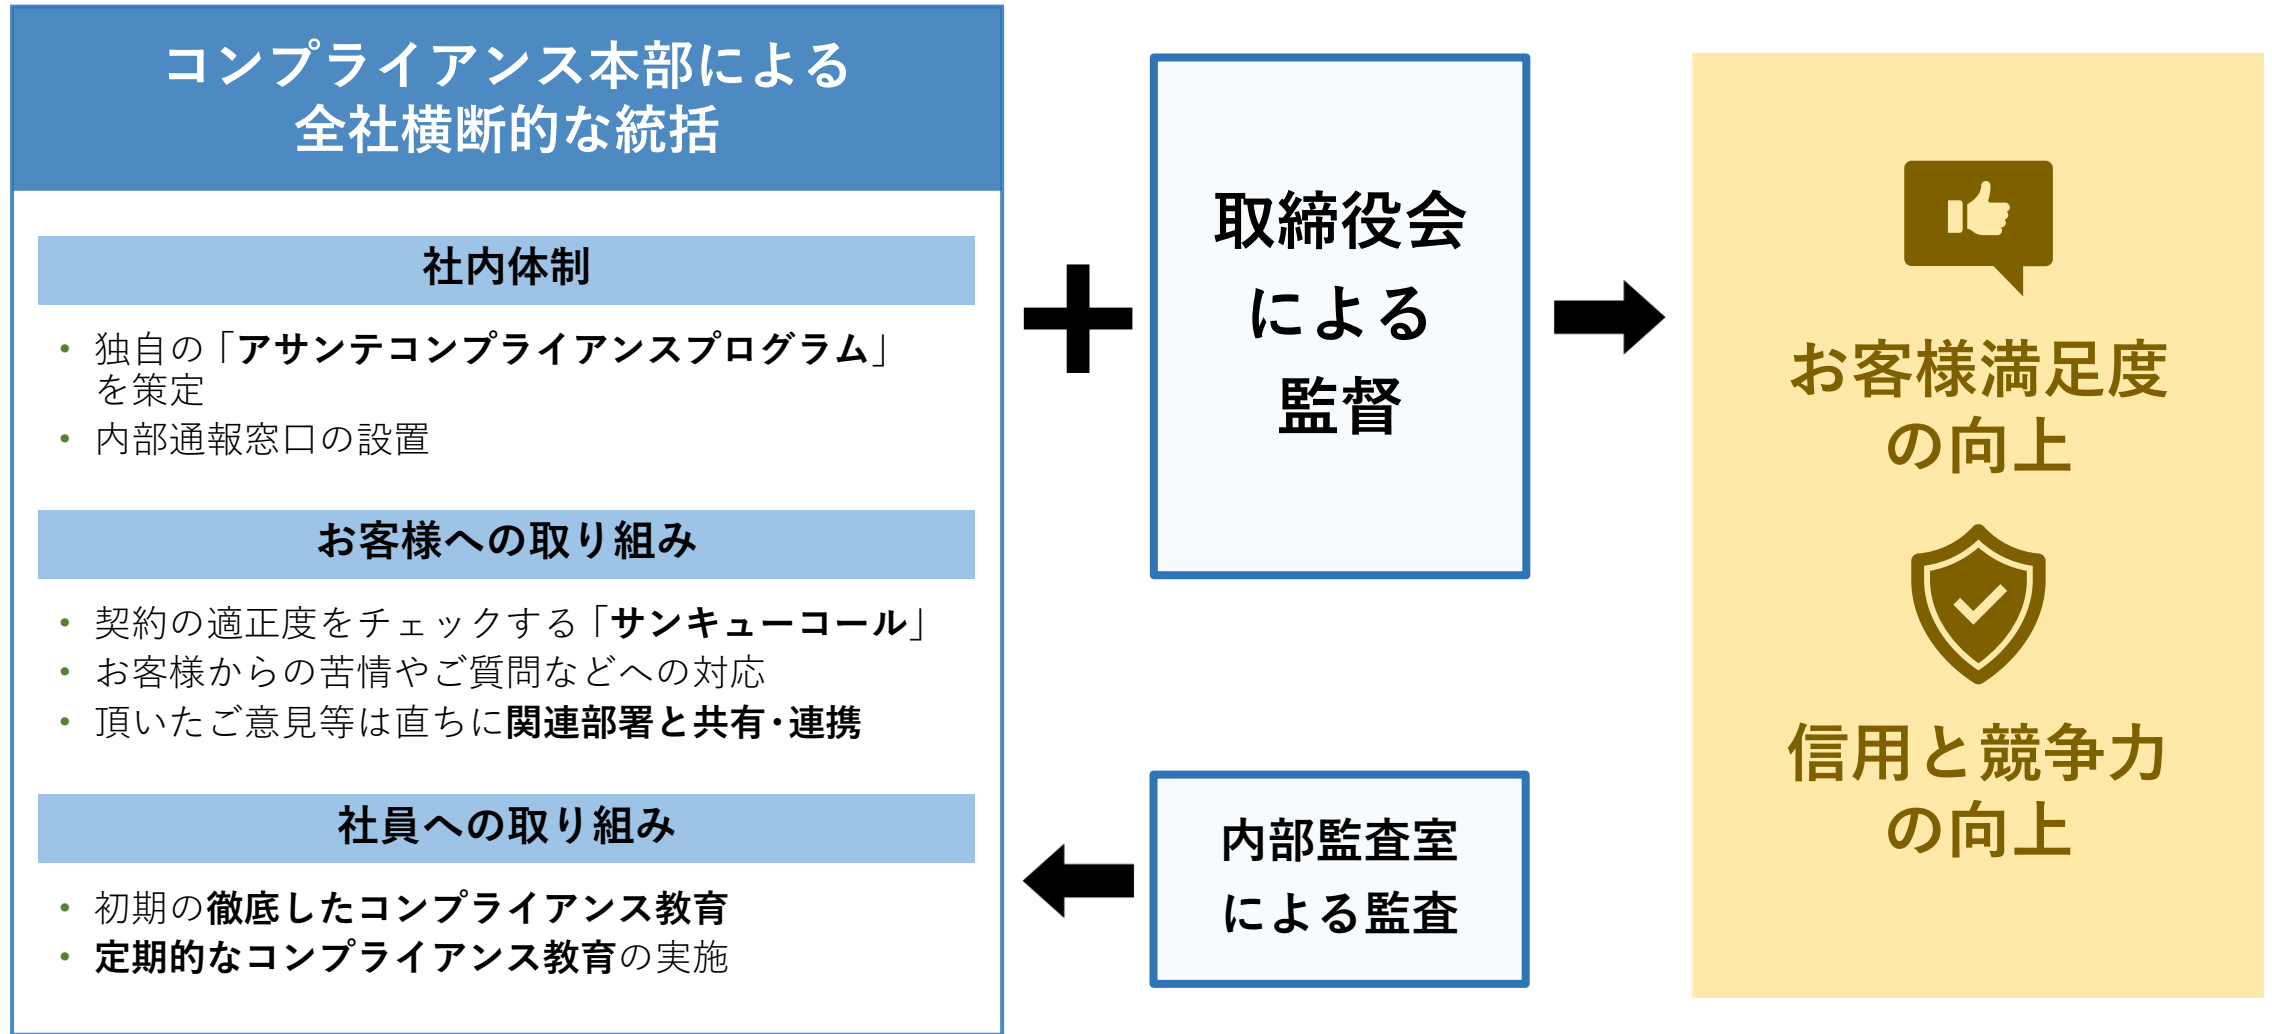 コンプライアンス本部による
全社横断的な統括
社内体制
• 独自の「アサンテコンプライアンスプログラム」
を策定
• 内部通報窓口の設置
お客様への取り組み
• 契約の適正度をチェックする「サンキューコール」
• お客様からの苦情やご質問などへの対応
• 頂いたご意見等は直ちに関連部署と共有・連携
社員への取り組み
• 初期の徹底したコンプライアンス教育
• 定期的なコンプライアンス教育の実施
取締役会
による
監督
内部監査室
による監査
お客様満足度
の向上
信用と競争力
の向上